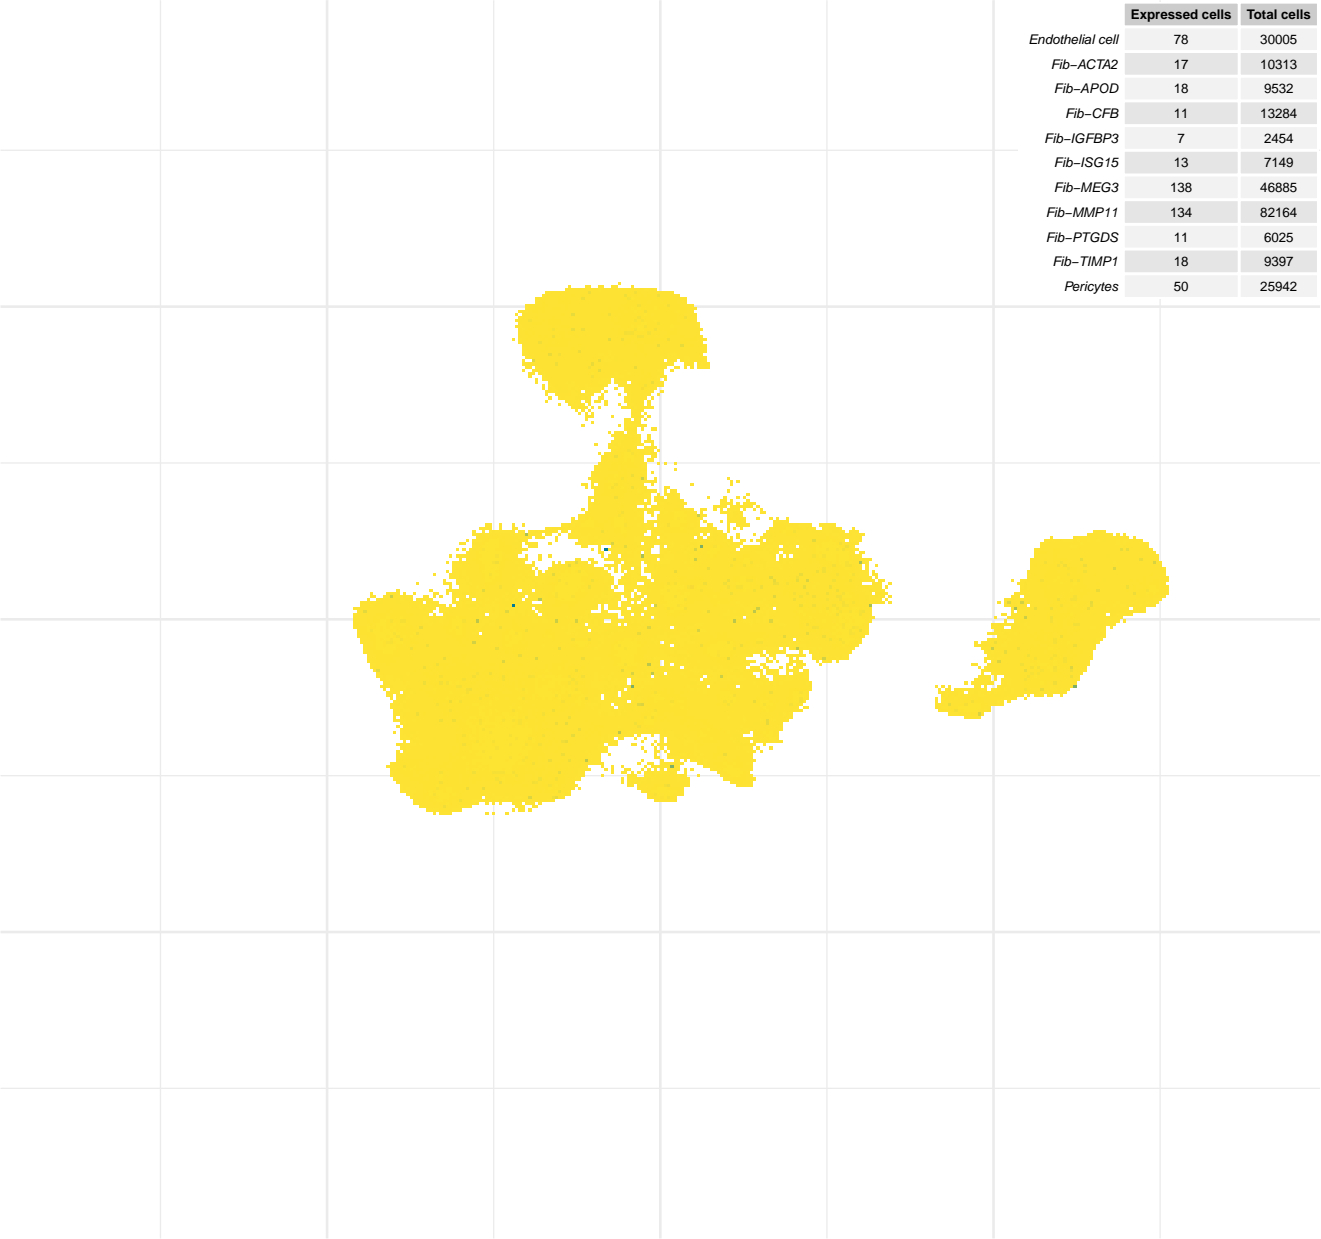 Expressed cells Total cells
Endothelial cell 78 30005
Fib−ACTA2 17 10313
Fib−APOD 18 9532
Fib−CFB 11 13284
Fib−IGFBP3 7 2454
Fib−ISG15 13 7149
Fib−MEG3 138 46885
Fib−MMP11 134 82164
Fib−PTGDS 11 6025
Fib−TIMP1 18 9397
Pericytes 50 25942